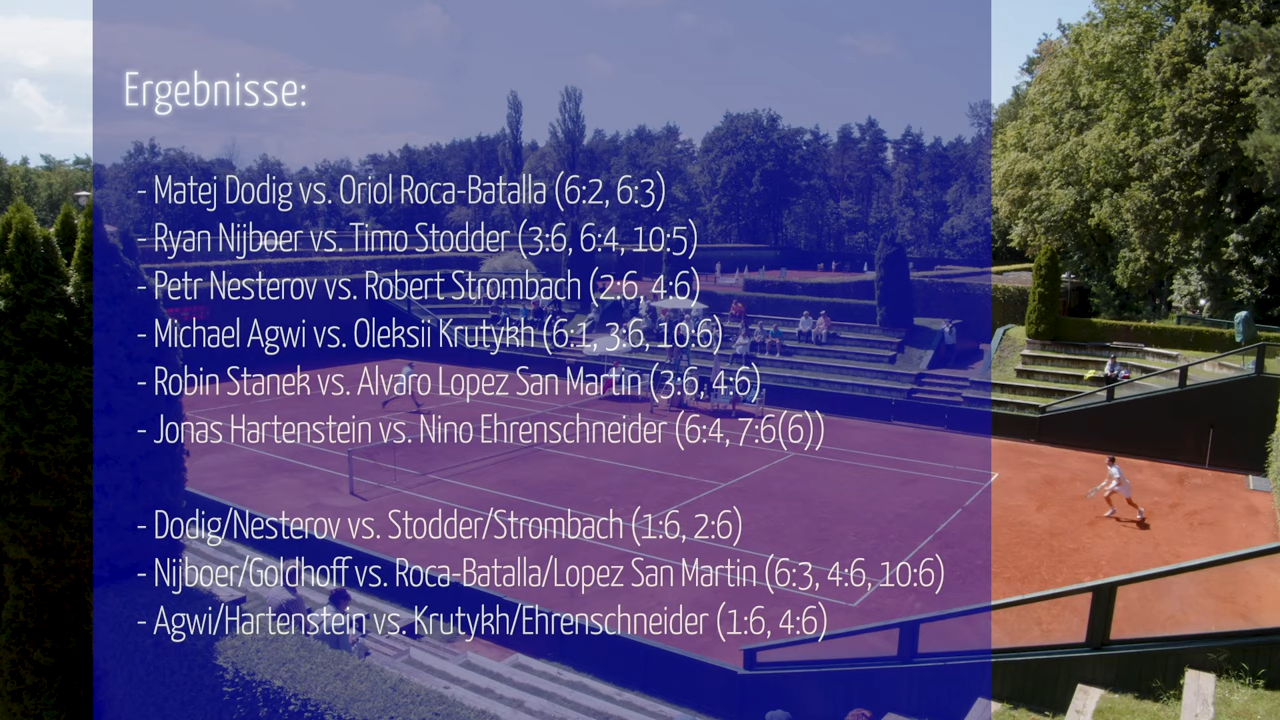 Ergebnisse:
- Matej Dodig vs. Oriol Roca-Batalla (6:2, 6:3)
- Ryan Nijboer vs. Timo Stodder (3:6, 6:4, 10:5)
- Petr Nesterov vs. Robert Strombach (2:6, 4:6)
- Michael Agwi vs. Oleksii Krutykh (6:1, 3:6, 10:6)
- Robin Stanek vs. Alvaro Lopez San Martin (3:6, 4:6)
- Jonas Hartenstein vs. Nino Ehrenschneider (6:4, 7:6(6))
- Dodig/Nesterov vs. Stodder/Strombach (1:6, 2:6)
- Nijboer/Goldhoff vs. Roca-Batalla/Lopez San Martin (6:3, 4:6, 10:6)
- Agwi/Hartenstein vs. Krutykh/Ehrenschneider (1:6, 4:6)